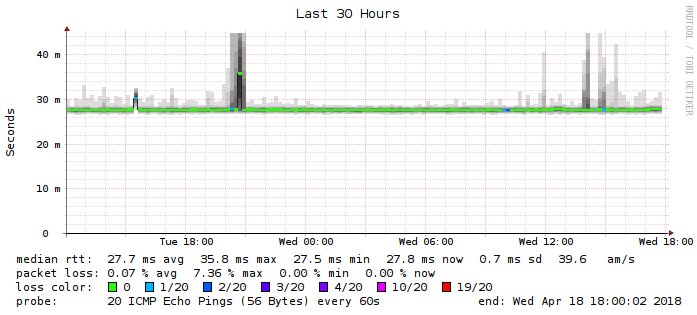 Last 30 Hours
RRDTOOL / TOBI OETIKER
Seconds
40 m
30 m
20 m
10 m
0
Tue 18:00 Wed 00:00 Wed 06:00 Wed 12:00 Wed 18:00
median rtt: 27.7 ms avg 35.8 ms max 27.5 ms min 27.8 ms now 0.7 ms sd 39.6 am/s
packet loss: 0.07 % avg 7.36 % max 0.00 % min 0.00 % now
loss color: 0 1/20 2/20 3/20 4/20 10/20 19/20
probe: 20 ICMP Echo Pings (56 Bytes) every 60s end: Wed Apr 18 18:00:02 2018